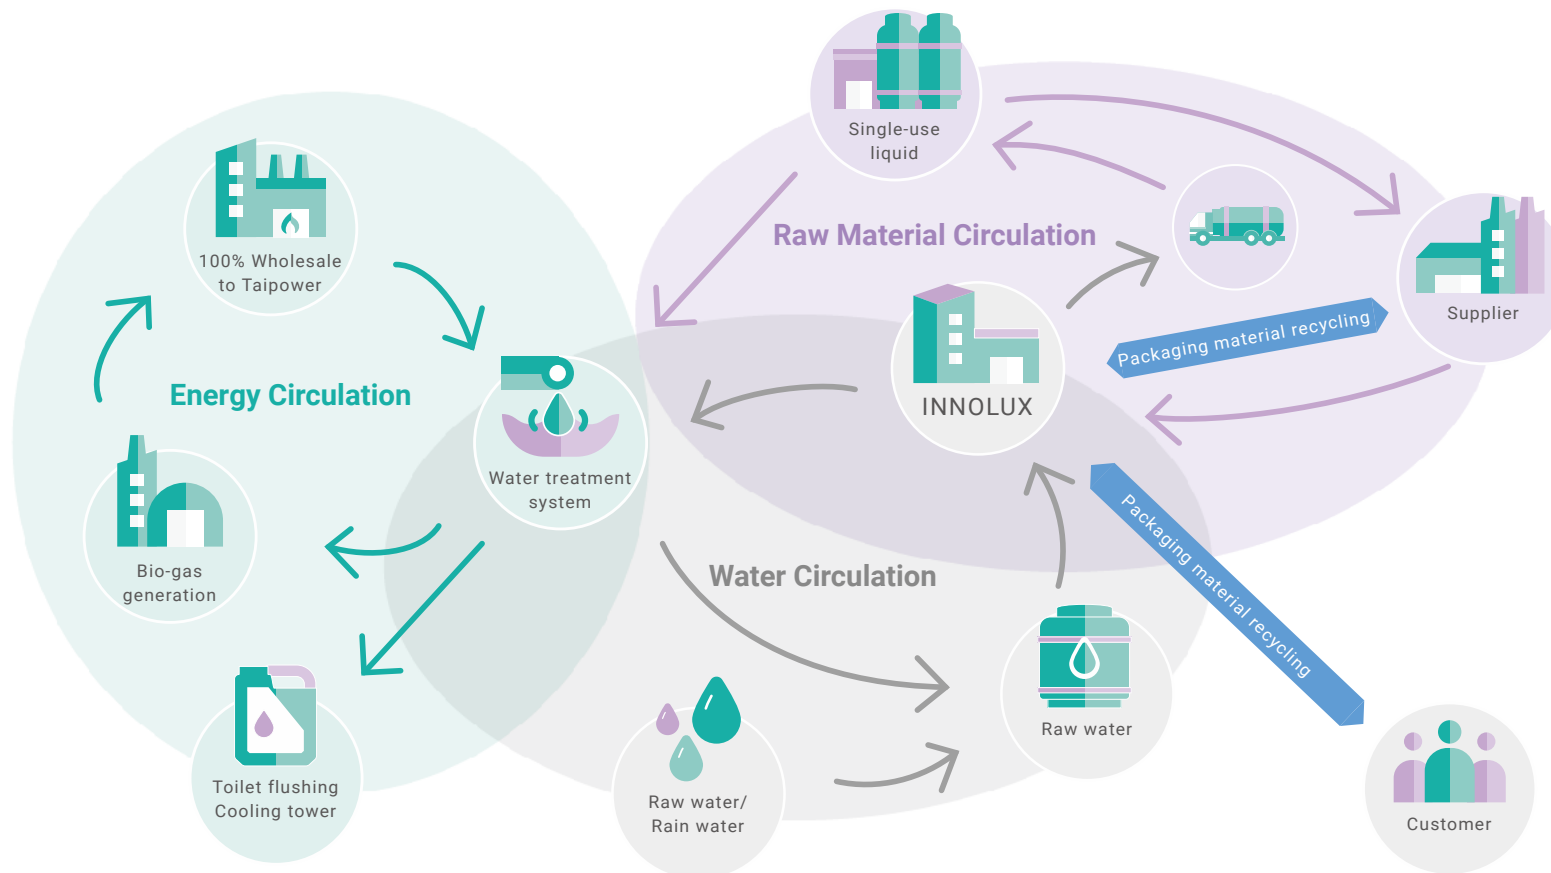 Single-use
liquid
Raw Material Circulation
100% Wholesale
to Taipower
Supplier
Packaging material recycling
Energy Circulation
INNOLUX
Water treatment
system
Packaging material recycling
Bio-gas
generation
Water Circulation
Raw water
Toilet flushing
Cooling tower
Raw water/
Rain water
Customer